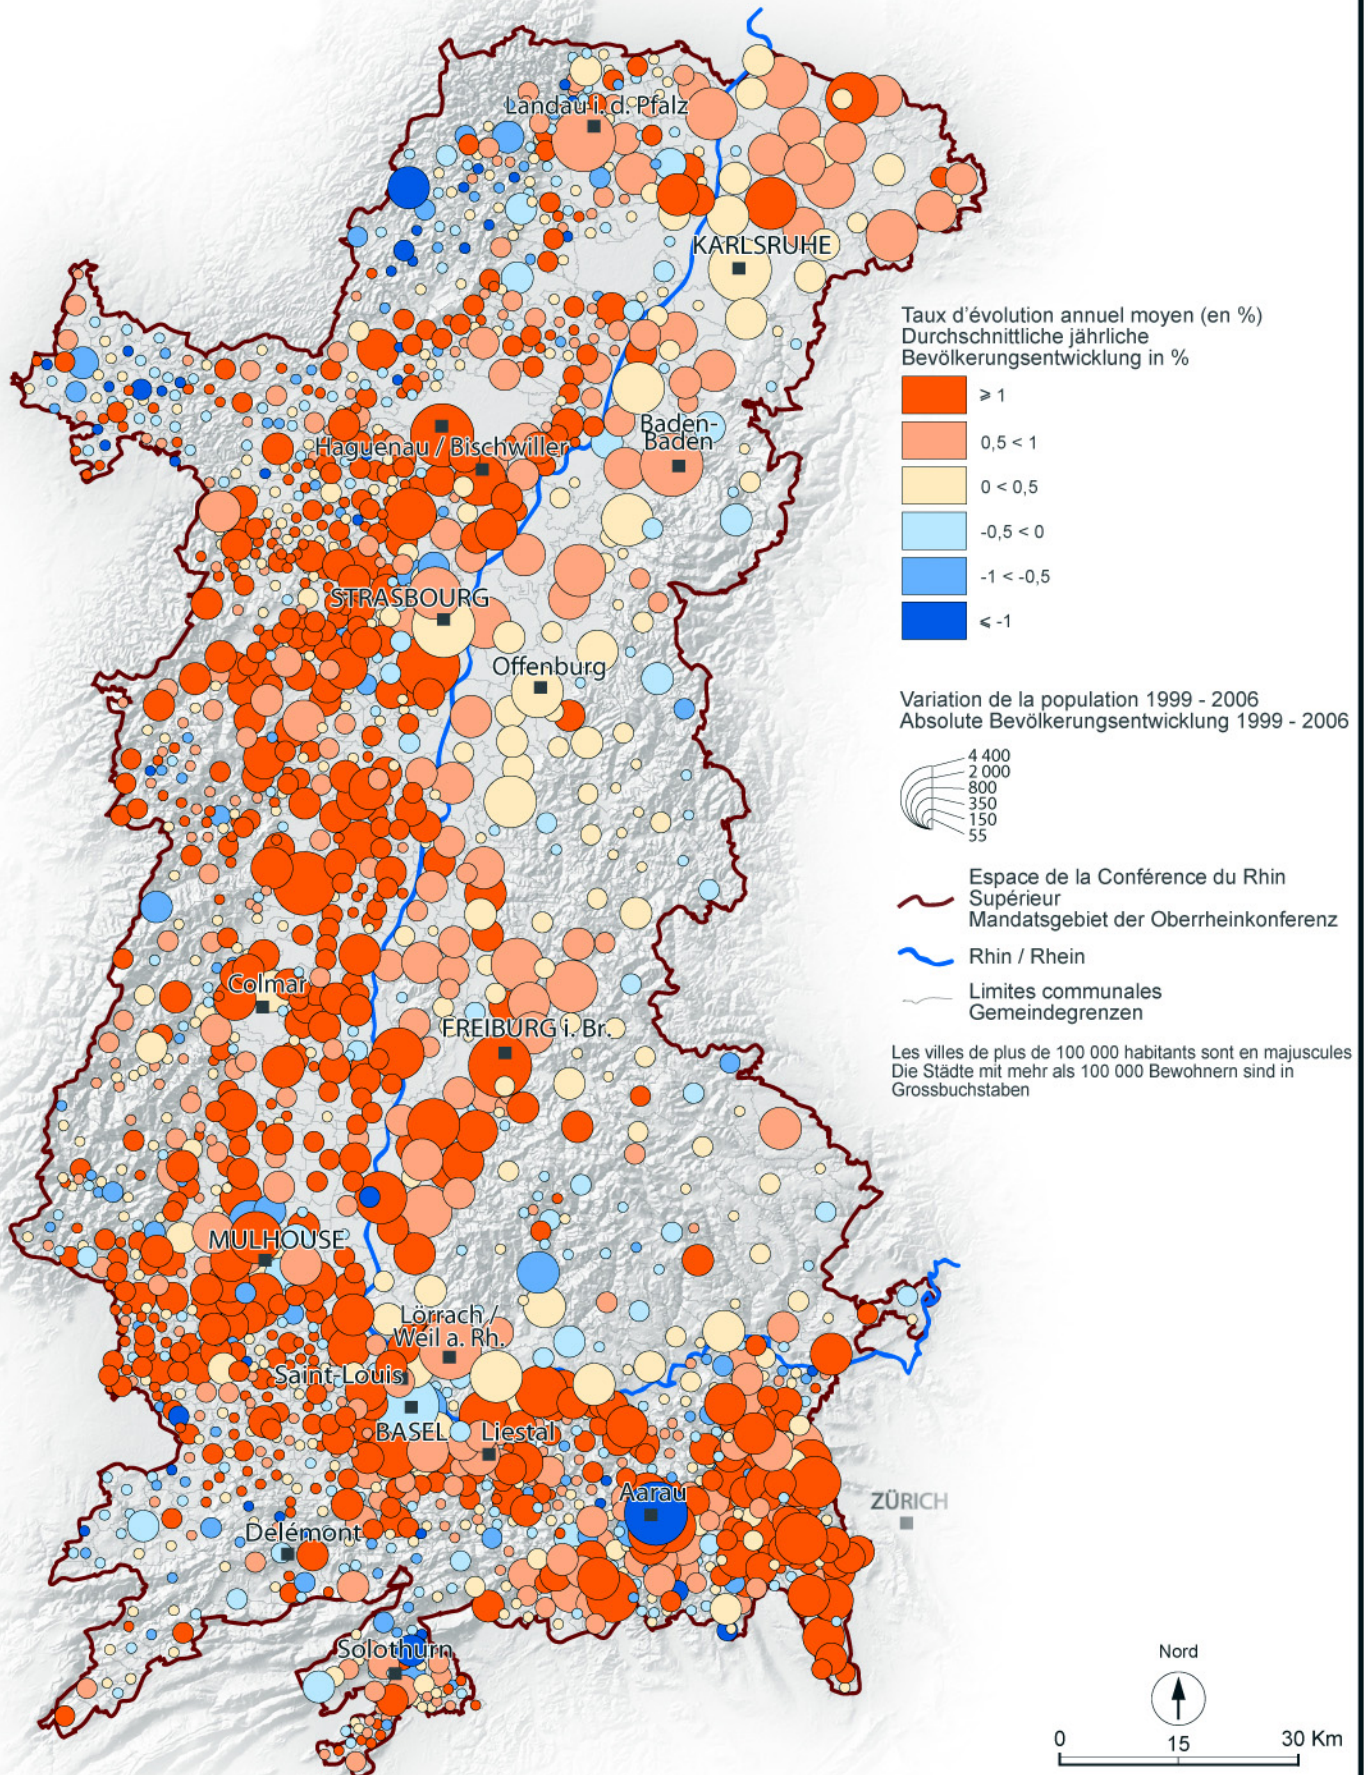 Landau i. d. Pfalz
KARLSRUHE
Haguenau / Bischwiller
Baden-
Baden
STRASBOURG
Offenburg
Colmar
FREIBURG i. Br.
MULHOUSE
Lörrach /
Weil a. Rh.
Saint-Louis
BASEL
Liestal
Aarau
ZÜRICH
Delémont
Solothurn
Taux d'évolution annuel moyen (en %)
Durchschnittliche jährliche
Bevölkerungsentwicklung in %
⩾ 1
0,5 < 1
0 < 0,5
-0,5 < 0
-1 < -0,5
⩽ -1
Variation de la population 1999 - 2006
Absolute Bevölkerungsentwicklung 1999 - 2006
4 400
2 000
800
350
150
55
Espace de la Conférence du Rhin
Supérieur
Mandatsgebiet der Oberrheinkonferenz
Rhin / Rhein
Limites communales
Gemeindegrenzen
Les villes de plus de 100 000 habitants sont en majuscules
Die Städte mit mehr als 100 000 Bewohnern sind in
Grossbuchstaben
Nord
0 15 30 Km